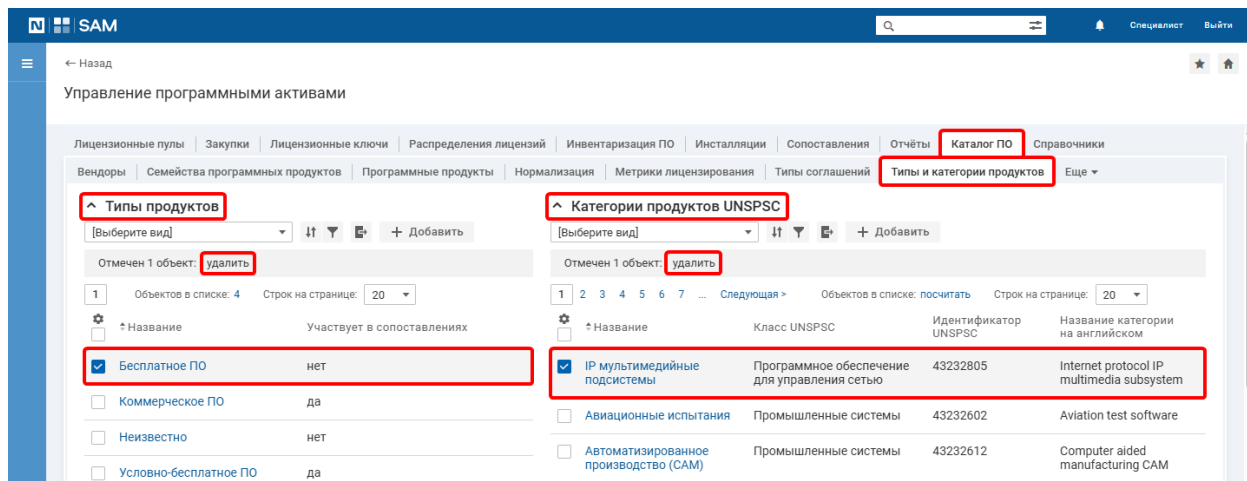 N SAM Специалист Выйти
← Назад
Управление программными активами
Лицензионные пулы Закупки Лицензионные ключи Распределения лицензий Инвентаризация ПО Инсталляции Сопоставления Отчёты Каталог ПО Справочники
Вендоры Семейства программных продуктов Программные продукты Нормализация Метрики лицензирования Типы соглашений Типы и категории продуктов Еще
Типы продуктов
[Выберите вид] + Добавить
Отмечен 1 объект: удалить
1 Объектов в списке: 4 Строк на странице: 20
Название Участвует в сопоставлениях
Бесплатное ПО нет
Коммерческое ПО да
Неизвестно нет
Условно-бесплатное ПО да
Категории продуктов UNSPSC
[Выберите вид] + Добавить
Отмечен 1 объект: удалить
1 2 3 4 5 6 7 ... Следующая > Объектов в списке: посчитать Строк на странице: 20
Название Класс UNSPSC Идентификатор Название категории
UNSPSC на английском
IP мультимедийные Программное обеспечение 43232805 Internet protocol IP
подсистемы для управления сетью multimedia subsystem
Авиационные испытания Промышленные системы 43232602 Aviation test software
Автоматизированное Промышленные системы 43232612 Computer aided
производство (CAM) manufacturing CAM